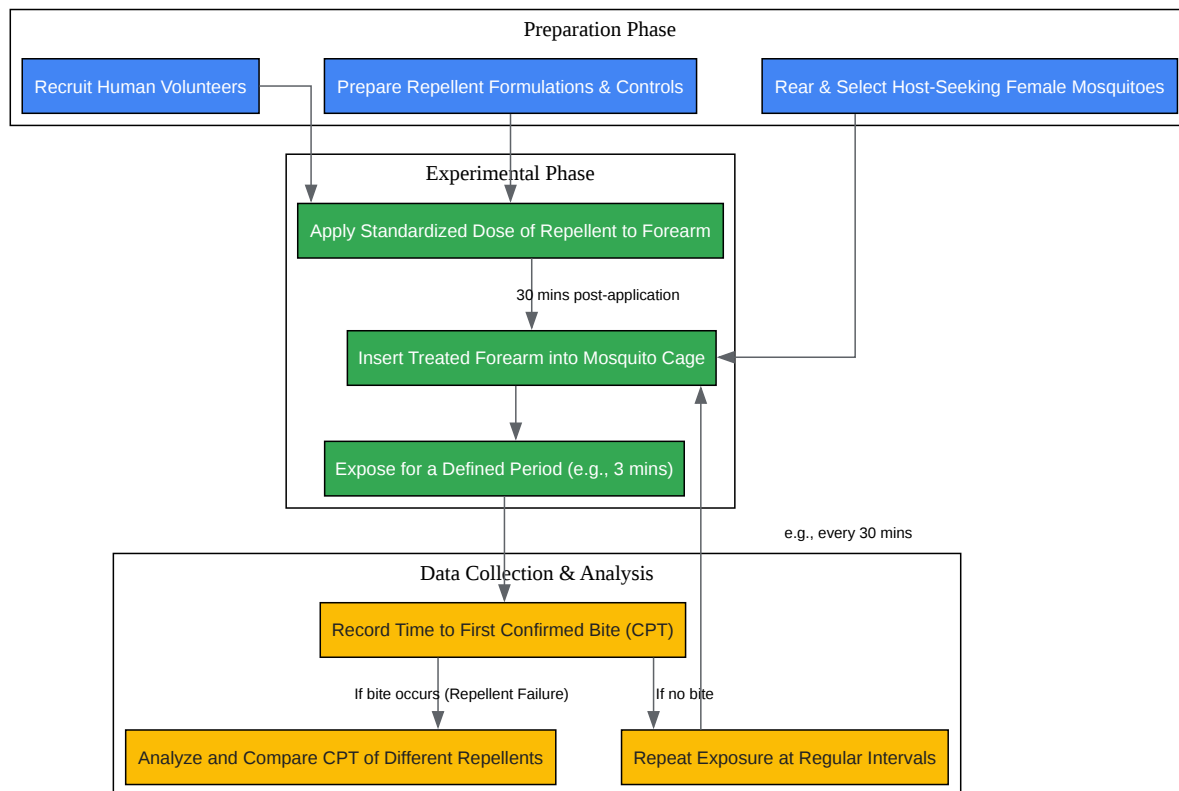 Preparation Phase
Recruit Human Volunteers
Prepare Repellent Formulations & Controls
Rear & Select Host-Seeking Female Mosquitoes
Experimental Phase
Apply Standardized Dose of Repellent to Forearm
30 mins post-application
Insert Treated Forearm into Mosquito Cage
Expose for a Defined Period (e.g., 3 mins)
e.g., every 30 mins
Data Collection & Analysis
Record Time to First Confirmed Bite (CPT)
If bite occurs (Repellent Failure)
If no bite
Analyze and Compare CPT of Different Repellents
Repeat Exposure at Regular Intervals